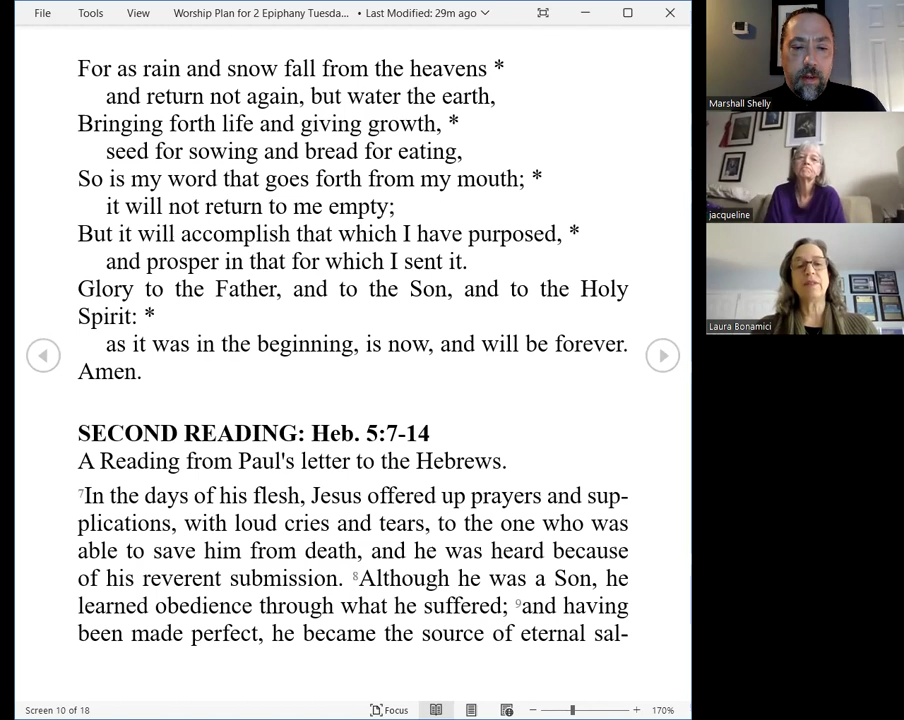 File Tools View Worship Plan for 2 Epiphany Tuesda... • Last Modified: 29m ago
For as rain and snow fall from the heavens *
and return not again, but water the earth,
Bringing forth life and giving growth, *
seed for sowing and bread for eating,
So is my word that goes forth from my mouth; *
it will not return to me empty;
But it will accomplish that which I have purposed, *
and prosper in that for which I sent it.
Glory to the Father, and to the Son, and to the Holy
Spirit: *
as it was in the beginning, is now, and will be forever.
Amen.
SECOND READING: Heb. 5:7-14
A Reading from Paul's letter to the Hebrews.
7In the days of his flesh, Jesus offered up prayers and sup-
plications, with loud cries and tears, to the one who was
able to save him from death, and he was heard because
of his reverent submission. 8Although he was a Son, he
learned obedience through what he suffered; 9and having
been made perfect, he became the source of eternal sal-
Screen 10 of 18 Focus 170%
Marshall Shelly
jacqueline
Laura Bonamici